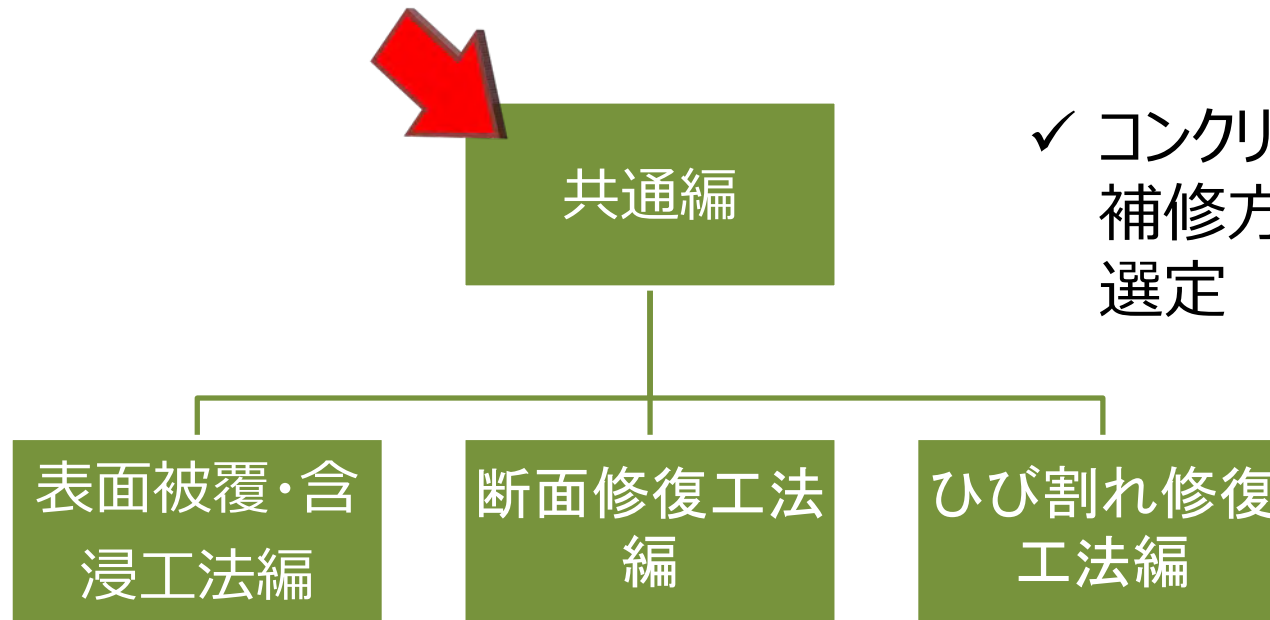 共通編
✓ コンクリ
補修方
選定
表面被覆・含
浸工法編
断面修復工法
編
ひび割れ修復
工法編